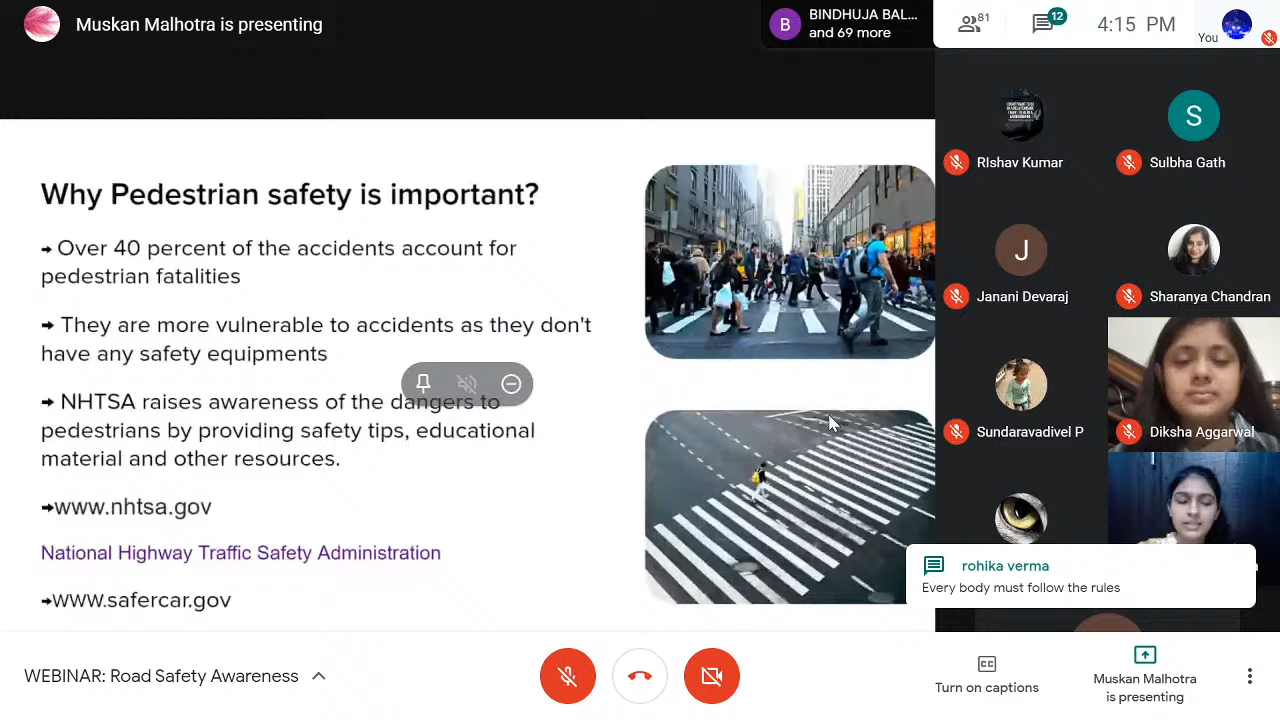 Muskan Malhotra is presenting
B
BINDHUJA BAL...
and 69 more
81
12
4:15 PM
You
Why Pedestrian safety is important?
➞ Over 40 percent of the accidents account for
pedestrian fatalities
➞ They are more vulnerable to accidents as they don't
have any safety equipments
➞ NHTSA raises awareness of the dangers to
pedestrians by providing safety tips, educational
material and other resources.
➞www.nhtsa.gov
National Highway Traffic Safety Administration
➞www.safercar.gov
RIshav Kumar
S
Sulbha Gath
J
Janani Devaraj
Sharanya Chandran
Sundaravadivel P
Diksha Aggarwal
rohika verma
Every body must follow the rules
WEBINAR: Road Safety Awareness
CC
Turn on captions
Muskan Malhotra
is presenting